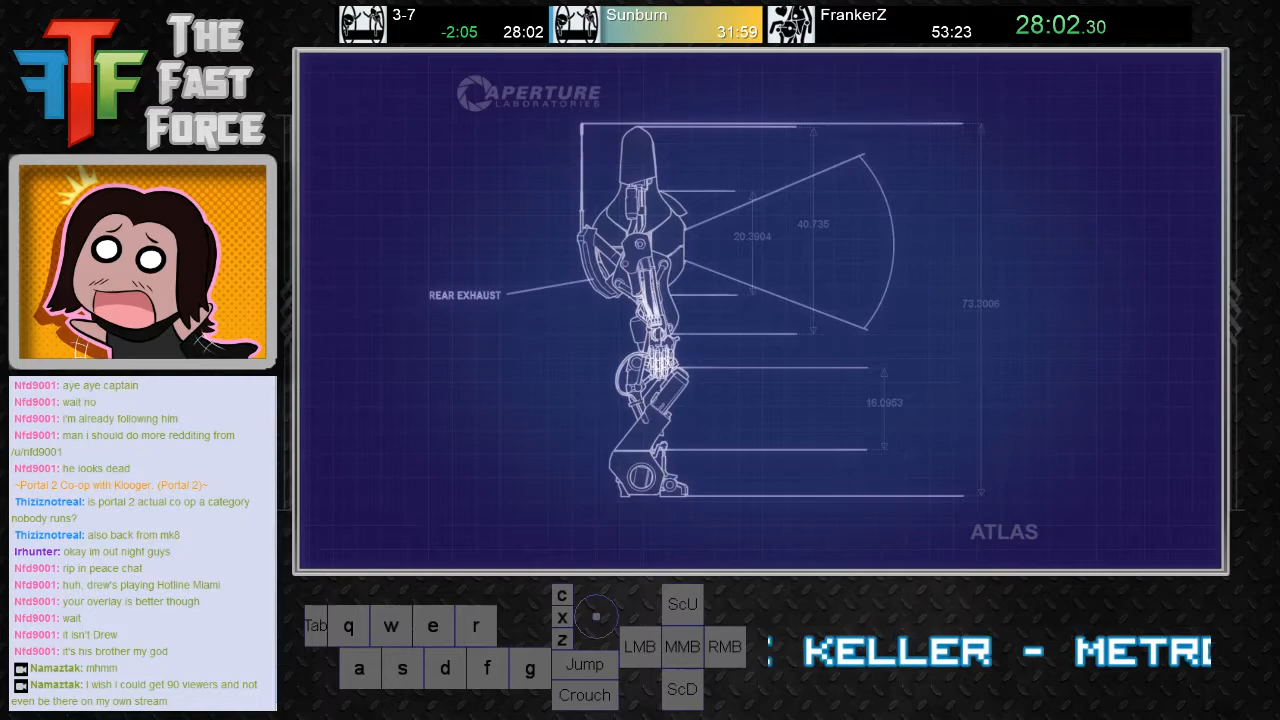 THE
FAST
FORCE
3-7
-2:05 28:02
Sunburn
31:59
FrankerZ
53:23
28:02.30
APERTURE
LABORATORIES
20.3904
40.735
REAR EXHAUST
73.2006
16.0953
ATLAS
Nfd9001: aye aye captain
Nfd9001: wait no
Nfd9001: i'm already following him
Nfd9001: man i should do more redditing from
/u/nfd9001
Nfd9001: he looks dead
~Portal 2 Co-op with Klooger. (Portal 2)~
Thiziznotreal: is portal 2 actual co op a category
nobody runs?
Thiziznotreal: also back from mk8
Irhunter: okay im out night guys
Nfd9001: rip in peace chat
Nfd9001: huh, drew's playing Hotline Miami
Nfd9001: your overlay is better though
Nfd9001: wait
Nfd9001: it isn't Drew
Nfd9001: it's his brother my god
Namaztak: mhmm
Namaztak: I wish I could get 90 viewers and not
even be there on my own stream
Tab q w e r
a s d f g
C
X
Z
Jump
Crouch
ScU
LMB MMB RMB
ScD
: KELLER - METRO